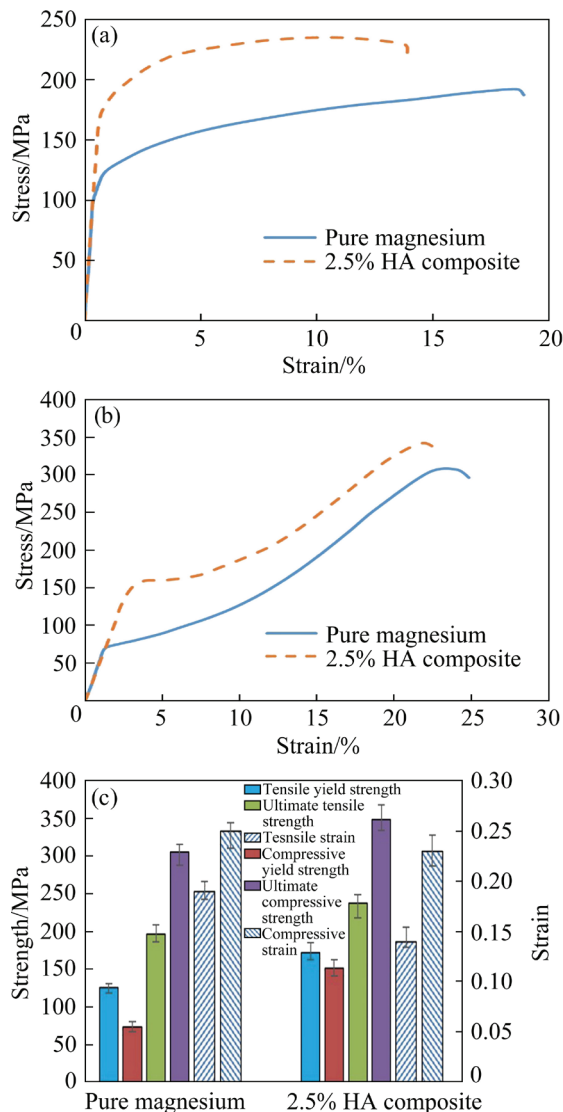 (a)
250
200
150
100
50
0
Stress/MPa
Pure magnesium
2.5% HA composite
5
10
15
20
Strain/%
(b)
400
350
300
250
200
150
100
50
0
Stress/MPa
Pure magnesium
2.5% HA composite
5
10
15
20
25
30
Strain/%
(c)
400
350
300
250
200
150
100
50
0
Strength/MPa
Tensile yield strength
Ultimate tensile
strength
Tesnsile strain
Compressive
yield strength
Ultimate
compressive
strength
Compressive
strain
0.30
0.25
0.20
0.15
0.10
0.05
0
Strain
Pure magnesium
2.5% HA composite